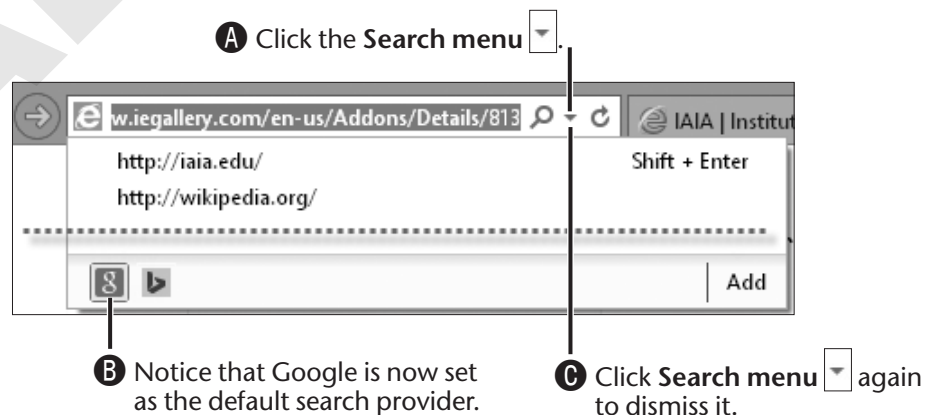 A Click the Search menu .
w.iegallery.com/en-us/Addons/Details/813
IAIA | Institut
http://iaia.edu/ Shift + Enter
http://wikipedia.org/
8 Add
B Notice that Google is now set
as the default search provider.
C Click Search menu again
to dismiss it.